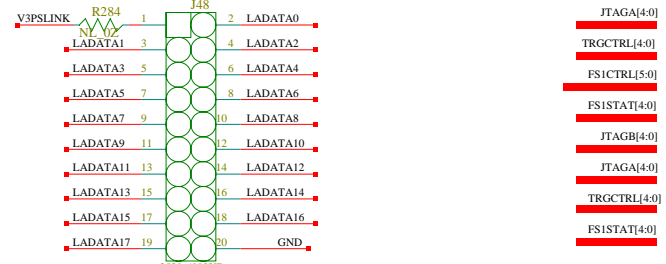 R284 J48
V3PSLINK 1 2 LADATA0
NL_0Z
LADATA1 3 4 LADATA2
LADATA3 5 6 LADATA4
LADATA5 7 8 LADATA6
LADATA7 9 10 LADATA8
LADATA9 11 12 LADATA10
LADATA11 13 14 LADATA12
LADATA13 15 16 LADATA14
LADATA15 17 18 LADATA16
LADATA17 19 20 GND
JTAGA[4:0]
TRGCTRL[4:0]
FS1CTRL[5:0]
FS1STAT[4:0]
JTAGB[4:0]
JTAGA[4:0]
TRGCTRL[4:0]
FS1STAT[4:0]